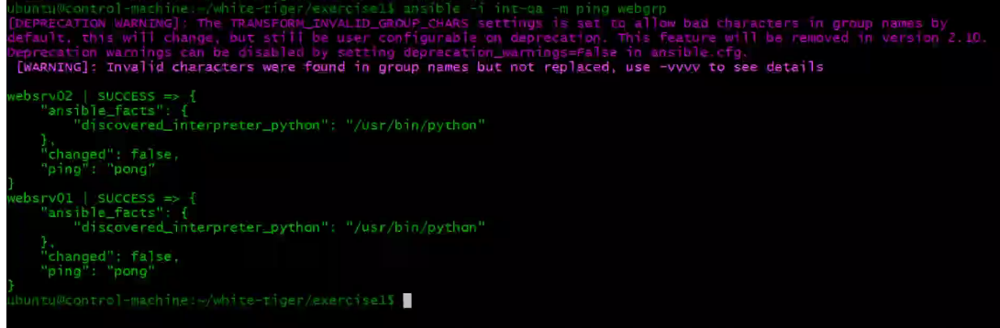 ubuntu@control-machine:~/white-tiger/exercise1$ ansible -i int-qa -m ping webgrp
[DEPRECATION WARNING]: The TRANSFORM_INVALID_GROUP_CHARS settings is set to allow bad characters in group names by
default, this will change, but still be user configurable on deprecation. This feature will be removed in version 2.10.
Deprecation warnings can be disabled by setting deprecation_warnings=False in ansible.cfg.
[WARNING]: Invalid characters were found in group names but not replaced, use -vvvv to see details
websrv02 | SUCCESS => {
"ansible_facts": {
"discovered_interpreter_python": "/usr/bin/python"
},
"changed": false,
"ping": "pong"
}
websrv01 | SUCCESS => {
"ansible_facts": {
"discovered_interpreter_python": "/usr/bin/python"
},
"changed": false,
"ping": "pong"
}
ubuntu@control-machine:~/white-tiger/exercise1$